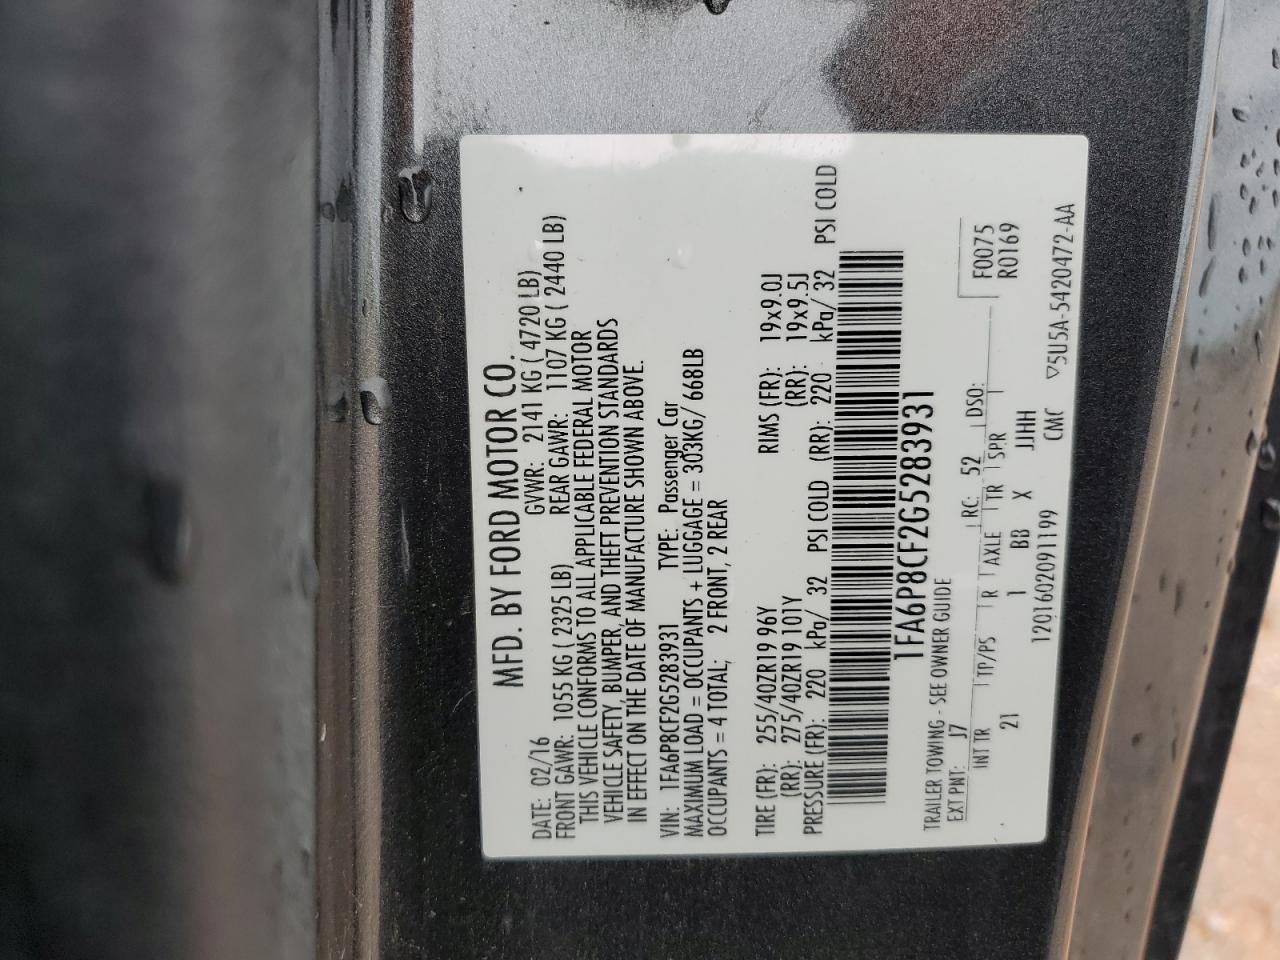 MFD. BY FORD MOTOR CO.
DATE: 02/16 GVWR: 2141 KG ( 4720 LB)
FRONT GAWR: 1055 KG ( 2325 LB) REAR GAWR: 1107 KG ( 2440 LB)
THIS VEHICLE CONFORMS TO ALL APPLICABLE FEDERAL MOTOR
VEHICLE SAFETY, BUMPER, AND THEFT PREVENTION STANDARDS
IN EFFECT ON THE DATE OF MANUFACTURE SHOWN ABOVE.
VIN: 1FA6P8CF2G5283931 TYPE: Passenger Car
MAXIMUM LOAD = OCCUPANTS + LUGGAGE = 303KG/ 668LB
OCCUPANTS = 4 TOTAL; 2 FRONT, 2 REAR
TIRE (FR): 255/40ZR19 96Y RIMS (FR): 19x9.0J
(RR): 275/40ZR19 101Y (RR): 19x9.5J
PRESSURE (FR): 220 kPa/ 32 PSI COLD (RR): 220 kPa/ 32 PSI COLD
1FA6P8CF2G5283931
TRAILER TOWING - SEE OWNER GUIDE
EXT PNT: J7 RC: 52 DSO: F0075
INT TR TP/PS R AXLE TR SPR R0169
21 1 BB X JJHH
1201602091199 CMC ▽5U5A-5420472-AA